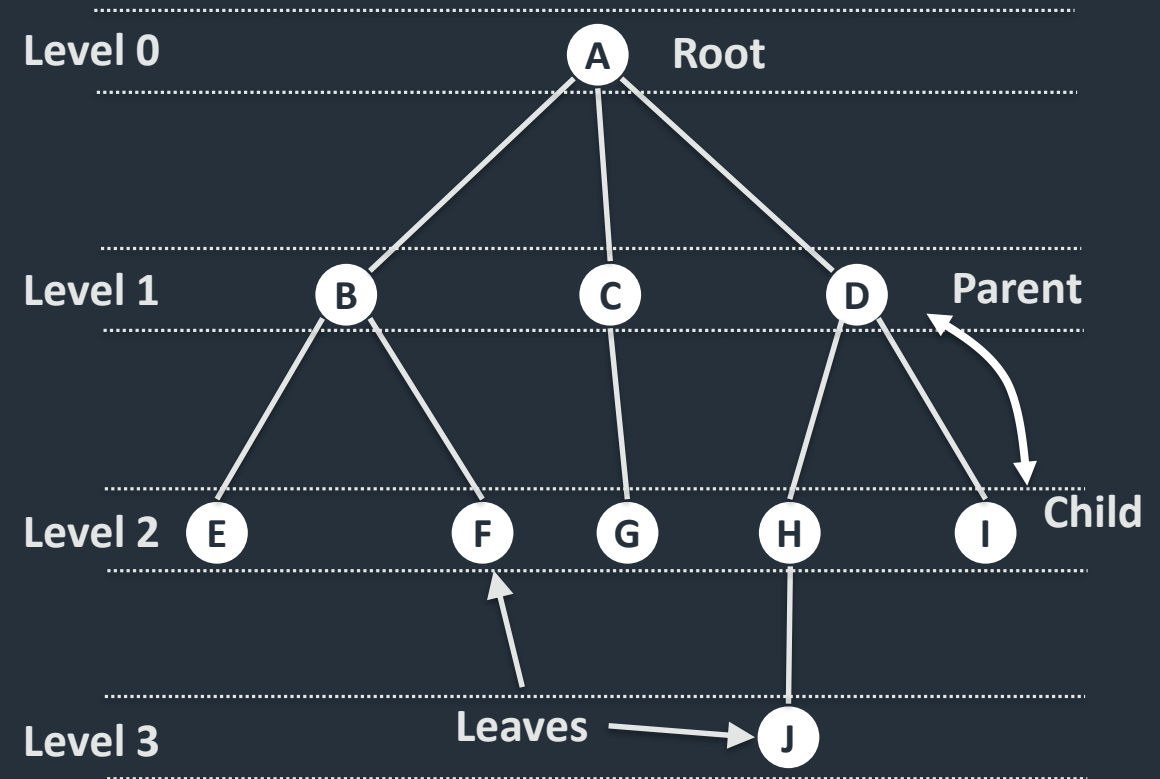 Level 0
A
Root
Level 1
B
C
D
Parent
Level 2
E
F
G
H
I
Child
Level 3
Leaves
J